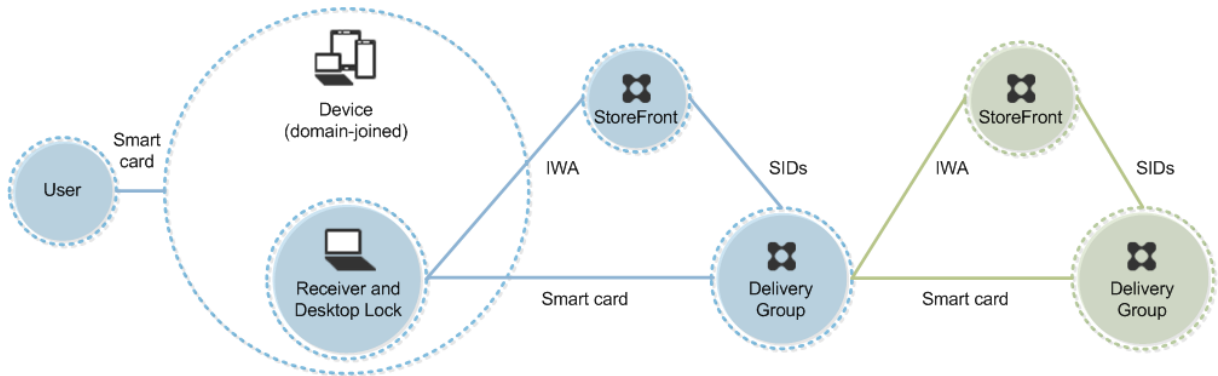 User
Smart
card
Device
(domain-joined)
Receiver and
Desktop Lock
IWA
StoreFront
SIDs
Smart card
Delivery
Group
IWA
StoreFront
SIDs
Smart card
Delivery
Group